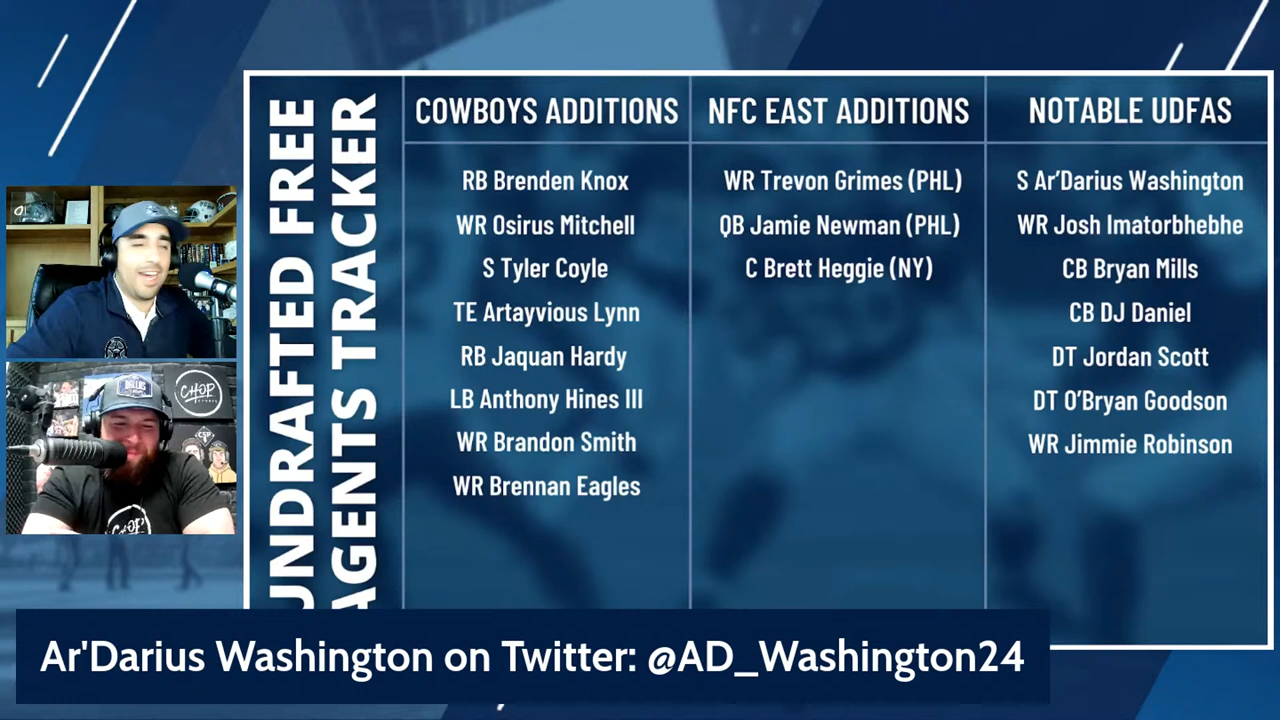 UNDRAFTED FREE
AGENTS TRACKER
COWBOYS ADDITIONS
RB Brenden Knox
WR Osirus Mitchell
S Tyler Coyle
TE Artayvious Lynn
RB Jaquan Hardy
LB Anthony Hines III
WR Brandon Smith
WR Brennan Eagles
NFC EAST ADDITIONS
WR Trevon Grimes (PHL)
QB Jamie Newman (PHL)
C Brett Heggie (NY)
NOTABLE UDFAS
S Ar’Darius Washington
WR Josh Imatorbhebhe
CB Bryan Mills
CB DJ Daniel
DT Jordan Scott
DT O’Bryan Goodson
WR Jimmie Robinson
DALLAS
CHOP
CHOP
Ar'Darius Washington on Twitter: @AD_Washington24